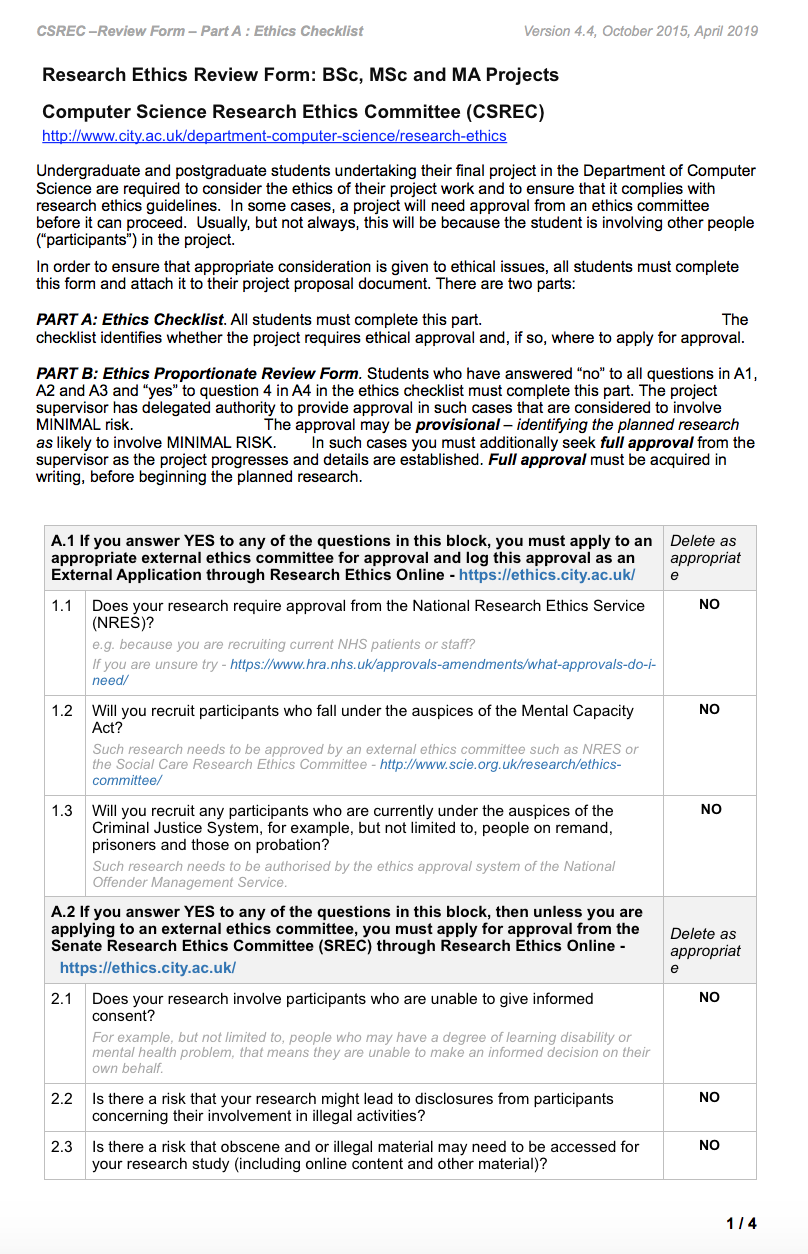 CSREC –Review Form – Part A : Ethics Checklist Version 4.4, October 2015, April 2019
Research Ethics Review Form: BSc, MSc and MA Projects
Computer Science Research Ethics Committee (CSREC)
http://www.city.ac.uk/department-computer-science/research-ethics
Undergraduate and postgraduate students undertaking their final project in the Department of Computer
Science are required to consider the ethics of their project work and to ensure that it complies with
research ethics guidelines. In some cases, a project will need approval from an ethics committee
before it can proceed. Usually, but not always, this will be because the student is involving other people
(“participants”) in the project.
In order to ensure that appropriate consideration is given to ethical issues, all students must complete
this form and attach it to their project proposal document. There are two parts:
PART A: Ethics Checklist. All students must complete this part. The
checklist identifies whether the project requires ethical approval and, if so, where to apply for approval.
PART B: Ethics Proportionate Review Form. Students who have answered “no” to all questions in A1,
A2 and A3 and “yes” to question 4 in A4 in the ethics checklist must complete this part. The project
supervisor has delegated authority to provide approval in such cases that are considered to involve
MINIMAL risk. The approval may be provisional – identifying the planned research
as likely to involve MINIMAL RISK. In such cases you must additionally seek full approval from the
supervisor as the project progresses and details are established. Full approval must be acquired in
writing, before beginning the planned research.
A.1 If you answer YES to any of the questions in this block, you must apply to an
appropriate external ethics committee for approval and log this approval as an
External Application through Research Ethics Online - https://ethics.city.ac.uk/
Delete as
appropriat
e
1.1 Does your research require approval from the National Research Ethics Service
(NRES)?
e.g. because you are recruiting current NHS patients or staff?
If you are unsure try - https://www.hra.nhs.uk/approvals-amendments/what-approvals-do-i-
need/
NO
1.2 Will you recruit participants who fall under the auspices of the Mental Capacity
Act?
Such research needs to be approved by an external ethics committee such as NRES or
the Social Care Research Ethics Committee - http://www.scie.org.uk/research/ethics-
committee/
NO
1.3 Will you recruit any participants who are currently under the auspices of the
Criminal Justice System, for example, but not limited to, people on remand,
prisoners and those on probation?
Such research needs to be authorised by the ethics approval system of the National
Offender Management Service.
NO
A.2 If you answer YES to any of the questions in this block, then unless you are
applying to an external ethics committee, you must apply for approval from the
Senate Research Ethics Committee (SREC) through Research Ethics Online -
https://ethics.city.ac.uk/
Delete as
appropriat
e
2.1 Does your research involve participants who are unable to give informed
consent?
For example, but not limited to, people who may have a degree of learning disability or
mental health problem, that means they are unable to make an informed decision on their
own behalf.
NO
2.2 Is there a risk that your research might lead to disclosures from participants
concerning their involvement in illegal activities?
NO
2.3 Is there a risk that obscene and or illegal material may need to be accessed for
your research study (including online content and other material)?
NO
1 / 4